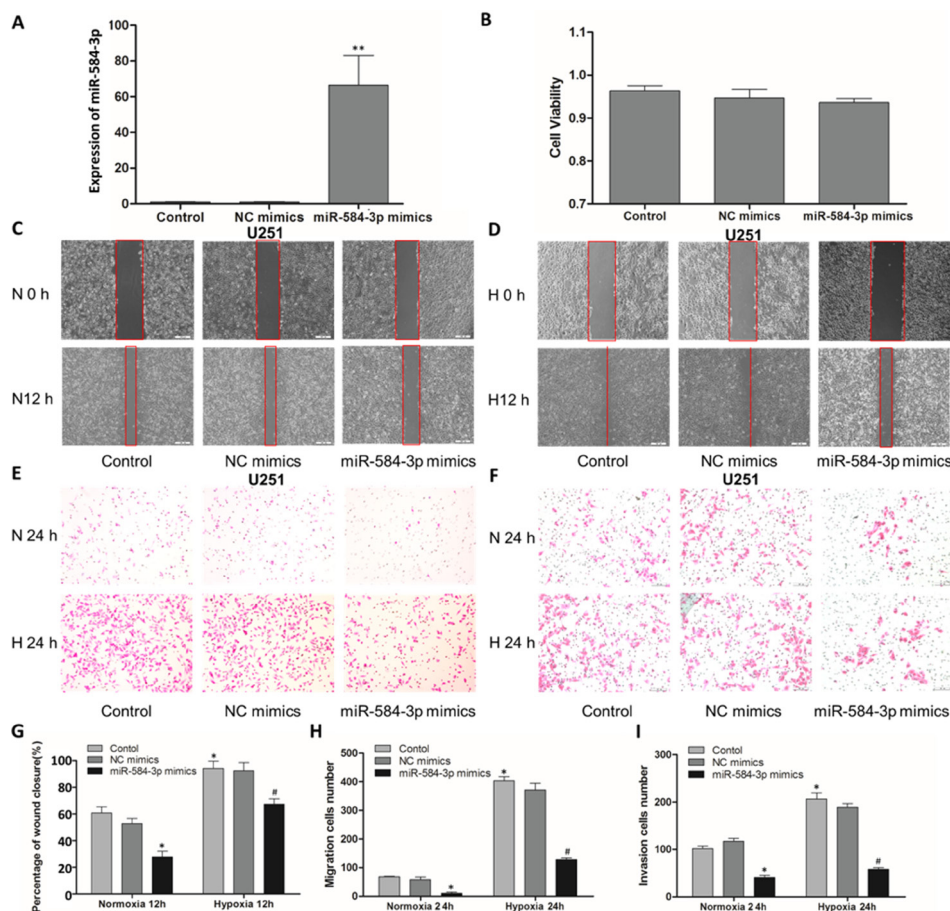 A
Expression of miR-584-3p
100
80
60
40
20
0
**
Control
NC mimics
miR-584-3p mimics
B
Cell Viability
1.1
1.0
0.9
0.8
0.7
Control
NC mimics
miR-584-3p mimics
C
U251
N 0 h
N12 h
Control
NC mimics
miR-584-3p mimics
D
U251
H 0 h
H12 h
Control
NC mimics
miR-584-3p mimics
E
U251
N 24 h
H 24 h
Control
NC mimics
miR-584-3p mimics
F
U251
N 24 h
H 24 h
Control
NC mimics
miR-584-3p mimics
G
Percentage of wound closure(%)
100
80
60
40
20
0
Contol
NC mimics
miR-584-3p mimics
*
*
#
Normoxia 12h
Hypoxia 12h
H
Migration cells number
500
400
300
200
100
0
Control
NC mimics
miR-584-3p mimics
*
*
#
Normoxia 2 4h
Hypoxia 24h
I
Invasion cells number
300
200
100
0
Control
NC mimics
miR-584-3p mimics
*
*
#
Normoxia 2 4h
Hypoxia 24h